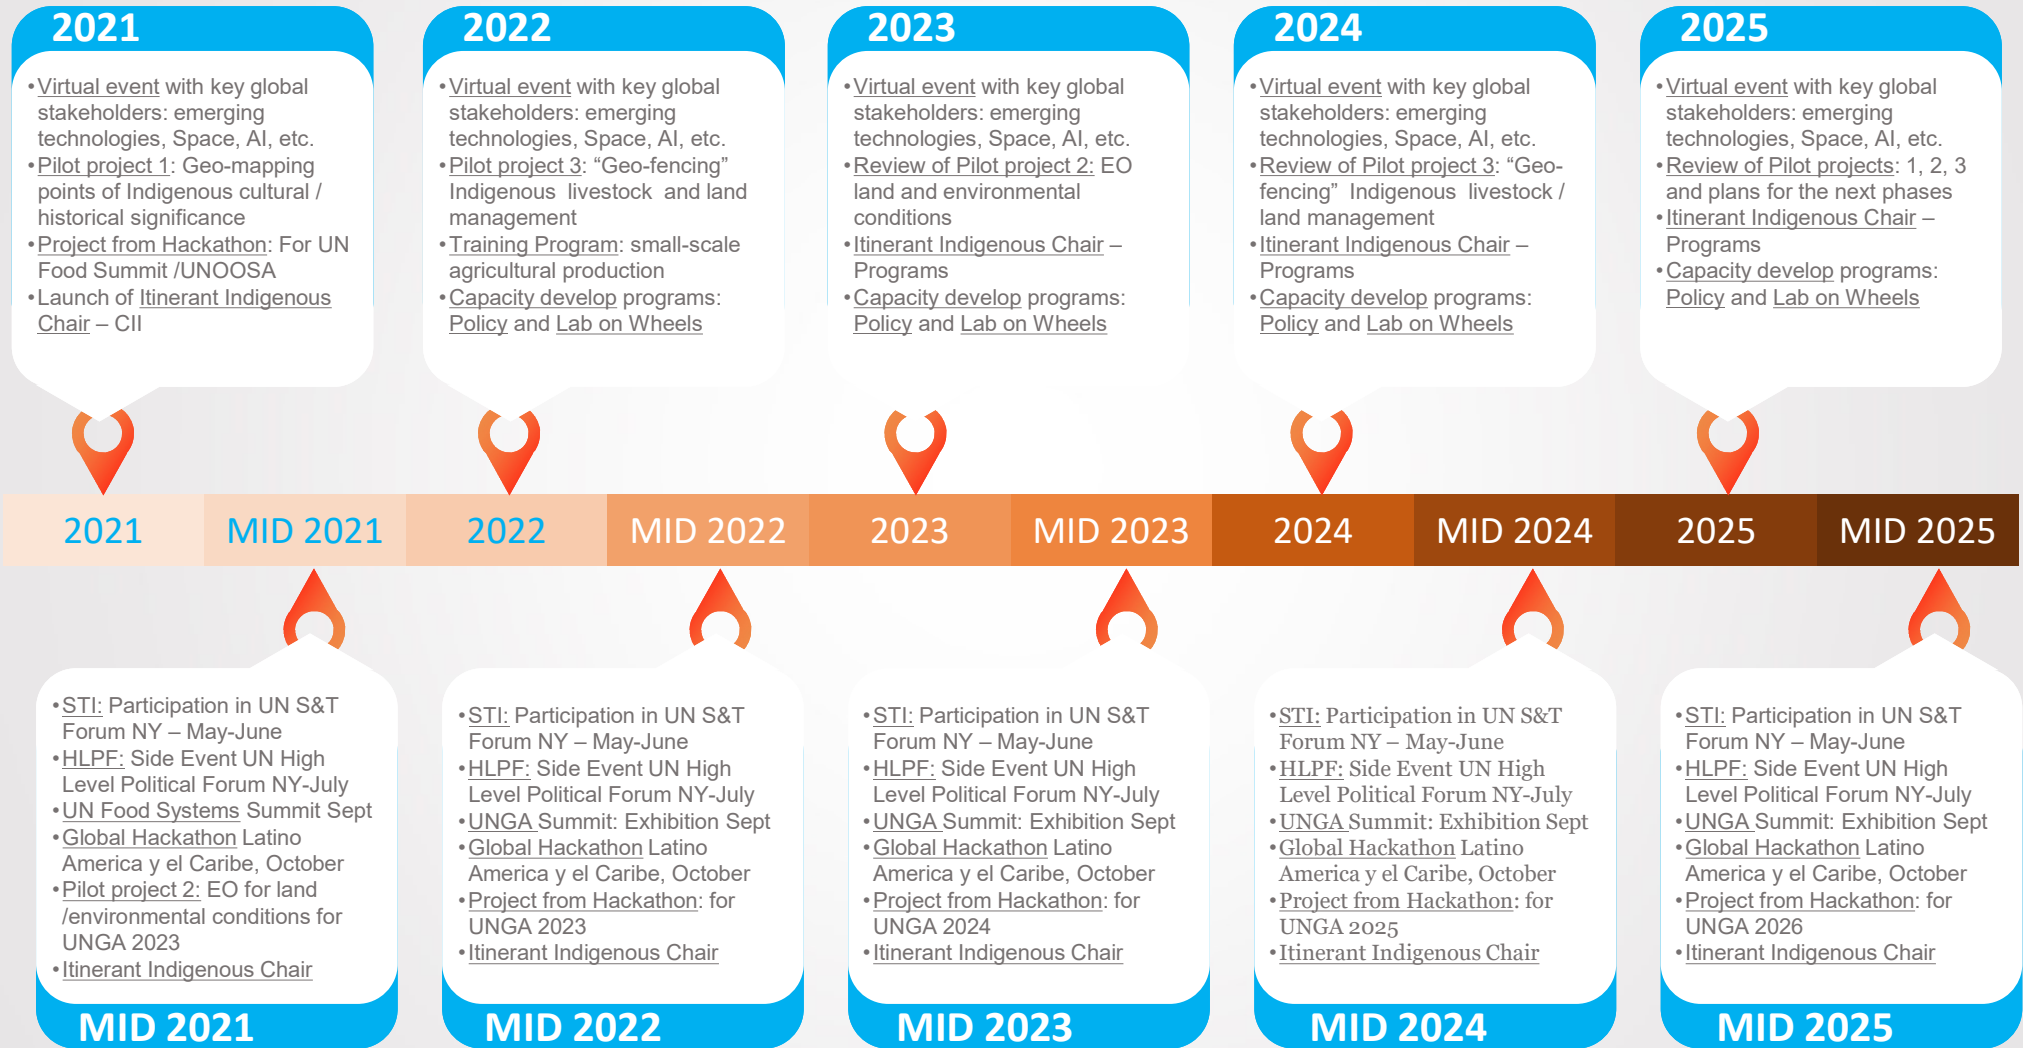 2021
•Virtual event with key global
stakeholders: emerging
technologies, Space, AI, etc.
•Pilot project 1: Geo-mapping
points of Indigenous cultural /
historical significance
•Project from Hackathon: For UN
Food Summit /UNOOSA
•Launch of Itinerant Indigenous
Chair – CII
2022
•Virtual event with key global
stakeholders: emerging
technologies, Space, AI, etc.
•Pilot project 3: “Geo-fencing”
Indigenous livestock and land
management
•Training Program: small-scale
agricultural production
•Capacity develop programs:
Policy and Lab on Wheels
2023
•Virtual event with key global
stakeholders: emerging
technologies, Space, AI, etc.
•Review of Pilot project 2: EO
land and environmental
conditions
•Itinerant Indigenous Chair –
Programs
•Capacity develop programs:
Policy and Lab on Wheels
2024
•Virtual event with key global
stakeholders: emerging
technologies, Space, AI, etc.
•Review of Pilot project 3: “Geo-
fencing” Indigenous livestock /
land management
•Itinerant Indigenous Chair –
Programs
•Capacity develop programs:
Policy and Lab on Wheels
2025
•Virtual event with key global
stakeholders: emerging
technologies, Space, AI, etc.
•Review of Pilot projects: 1, 2, 3
and plans for the next phases
•Itinerant Indigenous Chair –
Programs
•Capacity develop programs:
Policy and Lab on Wheels
2021 MID 2021 2022 MID 2022 2023 MID 2023 2024 MID 2024 2025 MID 2025
•STI: Participation in UN S&T
Forum NY – May-June
•HLPF: Side Event UN High
Level Political Forum NY-July
•UN Food Systems Summit Sept
•Global Hackathon Latino
America y el Caribe, October
•Pilot project 2: EO for land
/environmental conditions for
UNGA 2023
•Itinerant Indigenous Chair
MID 2021
•STI: Participation in UN S&T
Forum NY – May-June
•HLPF: Side Event UN High
Level Political Forum NY-July
•UNGA Summit: Exhibition Sept
•Global Hackathon Latino
America y el Caribe, October
•Project from Hackathon: for
UNGA 2023
•Itinerant Indigenous Chair
MID 2022
•STI: Participation in UN S&T
Forum NY – May-June
•HLPF: Side Event UN High
Level Political Forum NY-July
•UNGA Summit: Exhibition Sept
•Global Hackathon Latino
America y el Caribe, October
•Project from Hackathon: for
UNGA 2024
•Itinerant Indigenous Chair
MID 2023
•STI: Participation in UN S&T
Forum NY – May-June
•HLPF: Side Event UN High
Level Political Forum NY-July
•UNGA Summit: Exhibition Sept
•Global Hackathon Latino
America y el Caribe, October
•Project from Hackathon: for
UNGA 2025
•Itinerant Indigenous Chair
MID 2024
•STI: Participation in UN S&T
Forum NY – May-June
•HLPF: Side Event UN High
Level Political Forum NY-July
•UNGA Summit: Exhibition Sept
•Global Hackathon Latino
America y el Caribe, October
•Project from Hackathon: for
UNGA 2026
•Itinerant Indigenous Chair
MID 2025